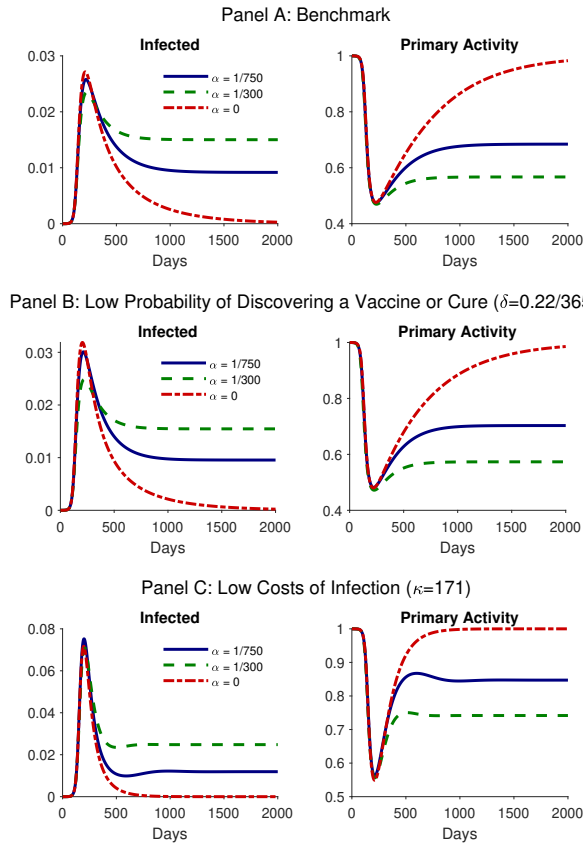 Panel A: Benchmark
Infected
Primary Activity
0.03
0.02
0.01
0
α = 1/750
α = 1/300
α = 0
1
0.8
0.6
0.4
0 500 1000 1500 2000
Days
0 500 1000 1500 2000
Days
Panel B: Low Probability of Discovering a Vaccine or Cure (δ=0.22/365
Infected
Primary Activity
0.03
0.02
0.01
0
α = 1/750
α = 1/300
α = 0
1
0.8
0.6
0.4
0 500 1000 1500 2000
Days
0 500 1000 1500 2000
Days
Panel C: Low Costs of Infection (κ=171)
Infected
Primary Activity
0.08
0.06
0.04
0.02
0
α = 1/750
α = 1/300
α = 0
1
0.9
0.8
0.7
0.6
0.5
0 500 1000 1500 2000
Days
0 500 1000 1500 2000
Days